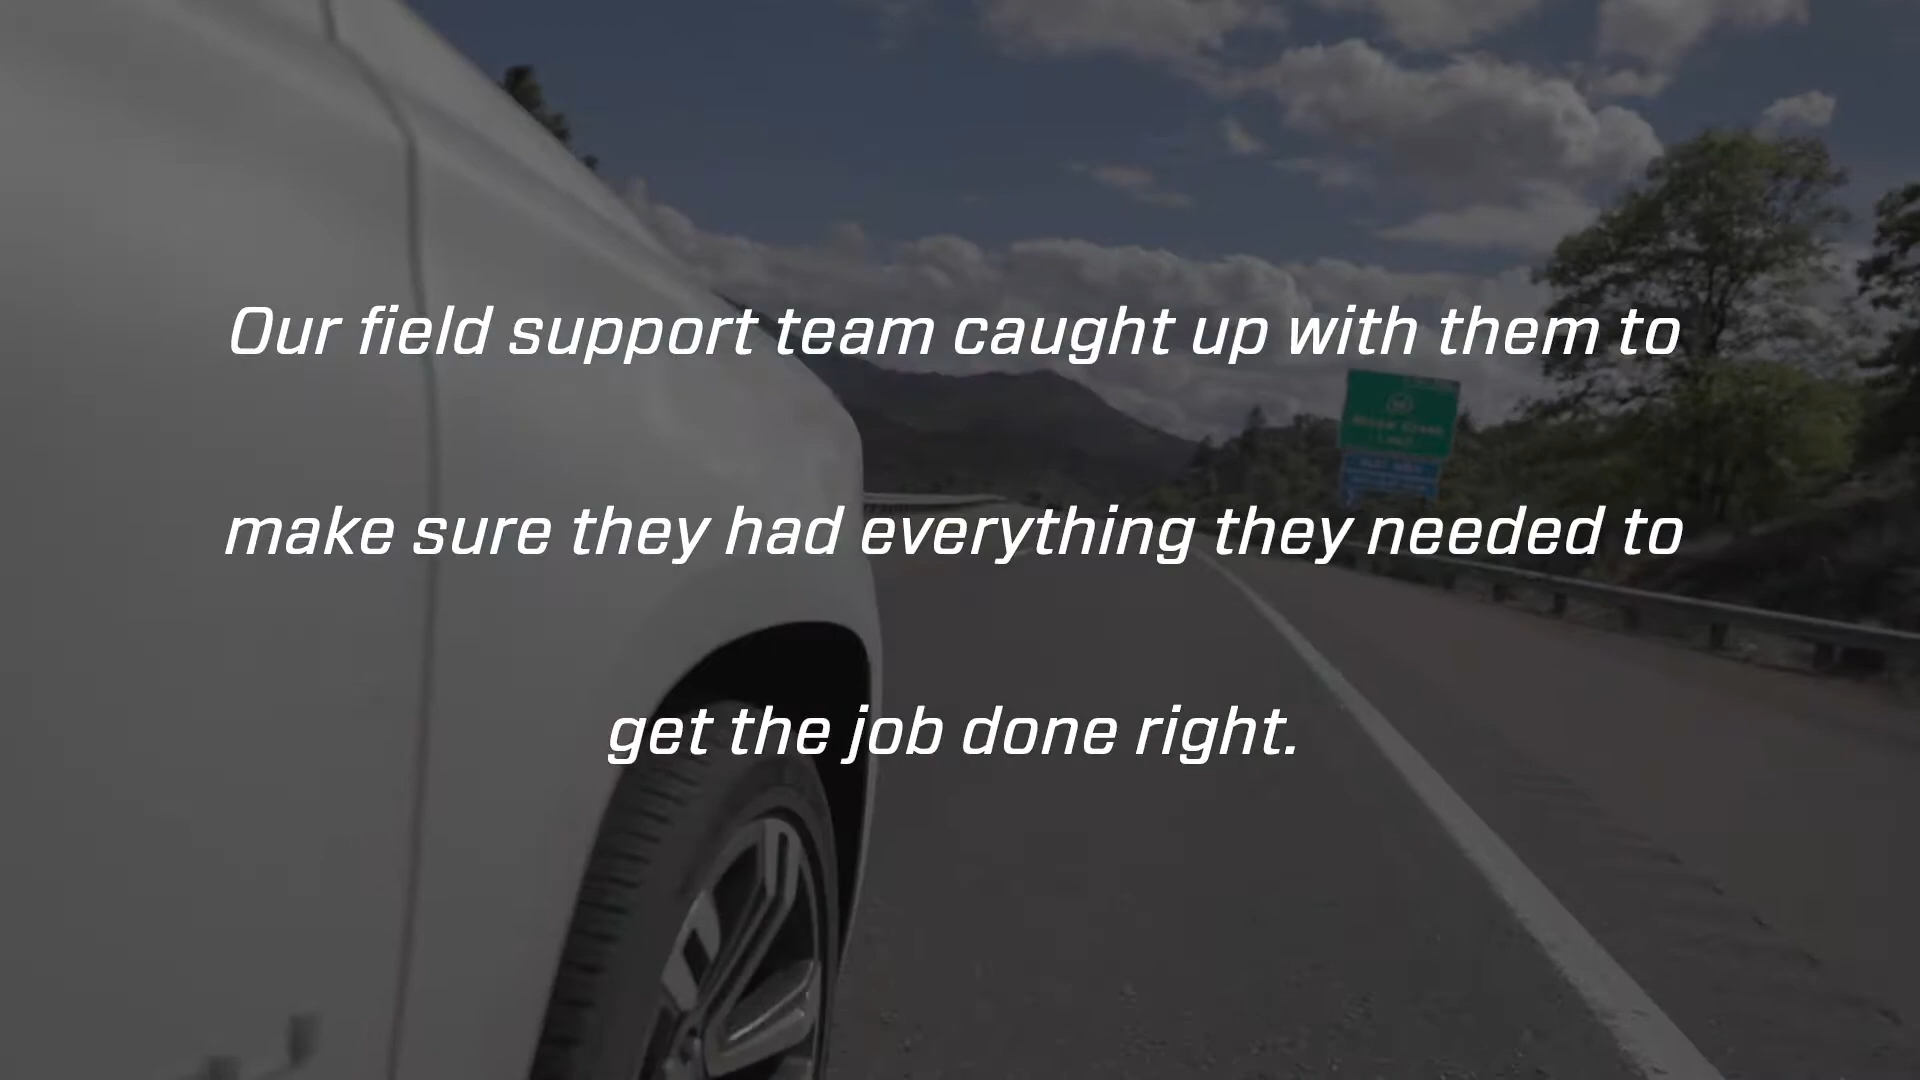 Our field support team caught up with them to
make sure they had everything they needed to
get the job done right.